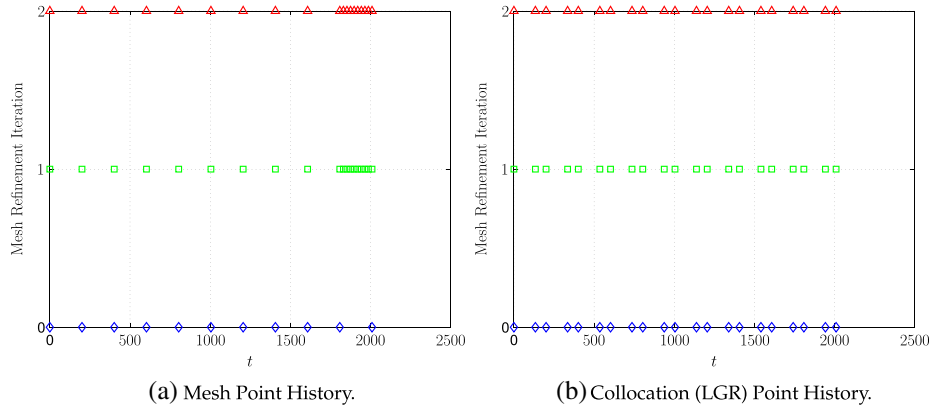 2
1
0
Mesh Refinement Iteration
0 500 1000 1500 2000 2500
t
(a) Mesh Point History.
2
1
0
Mesh Refinement Iteration
0 500 1000 1500 2000 2500
t
(b) Collocation (LGR) Point History.